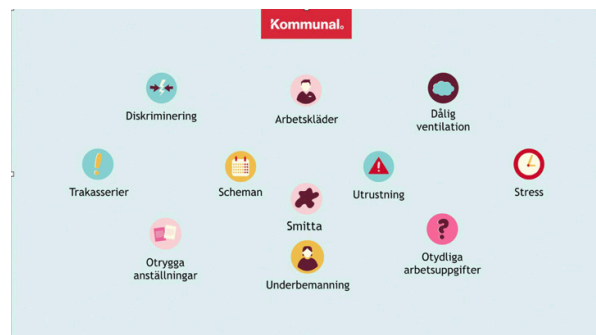 Kommunal.
Diskriminering
Arbetskläder
Dålig
ventilation
Trakasserier
Scheman
Utrustning
Stress
Smitta
Otrygga
anställningar
Underbemanning
Otydliga
arbetsuppgifter